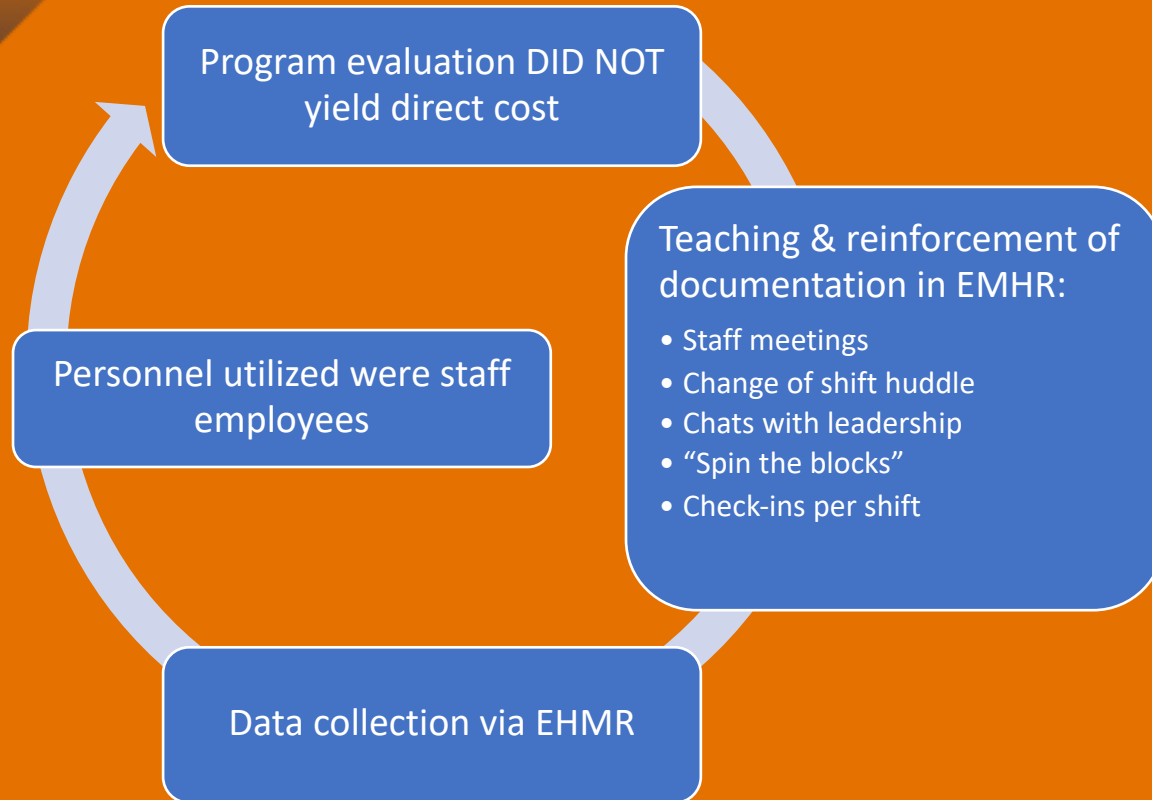 Program evaluation DID NOT
yield direct cost
Teaching & reinforcement of
documentation in EMHR:
• Staff meetings
• Change of shift huddle
• Chats with leadership
• “Spin the blocks”
• Check-ins per shift
Data collection via EHMR
Personnel utilized were staff
employees